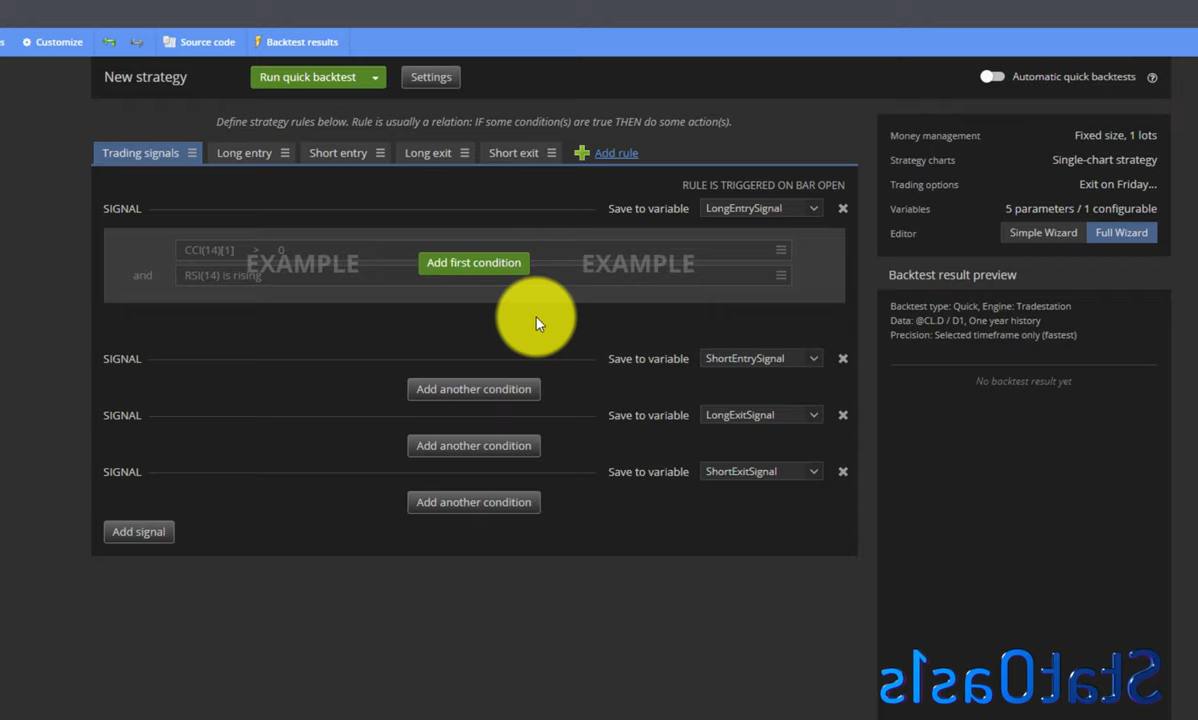 s Customize Source code Backtest results
New strategy Run quick backtest Settings Automatic quick backtests ?
Define strategy rules below. Rule is usually a relation: IF some condition(s) are true THEN do some action(s).
Trading signals Long entry Short entry Long exit Short exit Add rule
RULE IS TRIGGERED ON BAR OPEN
SIGNAL Save to variable LongEntrySignal
CCI(14)[1] > 0
EXAMPLE Add first condition EXAMPLE
and RSI(14) is rising
SIGNAL Save to variable ShortEntrySignal
Add another condition
SIGNAL Save to variable LongExitSignal
Add another condition
SIGNAL Save to variable ShortExitSignal
Add another condition
Add signal
Money management Fixed size, 1 lots
Strategy charts Single-chart strategy
Trading options Exit on Friday...
Variables 5 parameters / 1 configurable
Editor Simple Wizard Full Wizard
Backtest result preview
Backtest type: Quick, Engine: Tradestation
Data: @CL.D / D1, One year history
Precision: Selected timeframe only (fastest)
No backtest result yet
StatOas1s